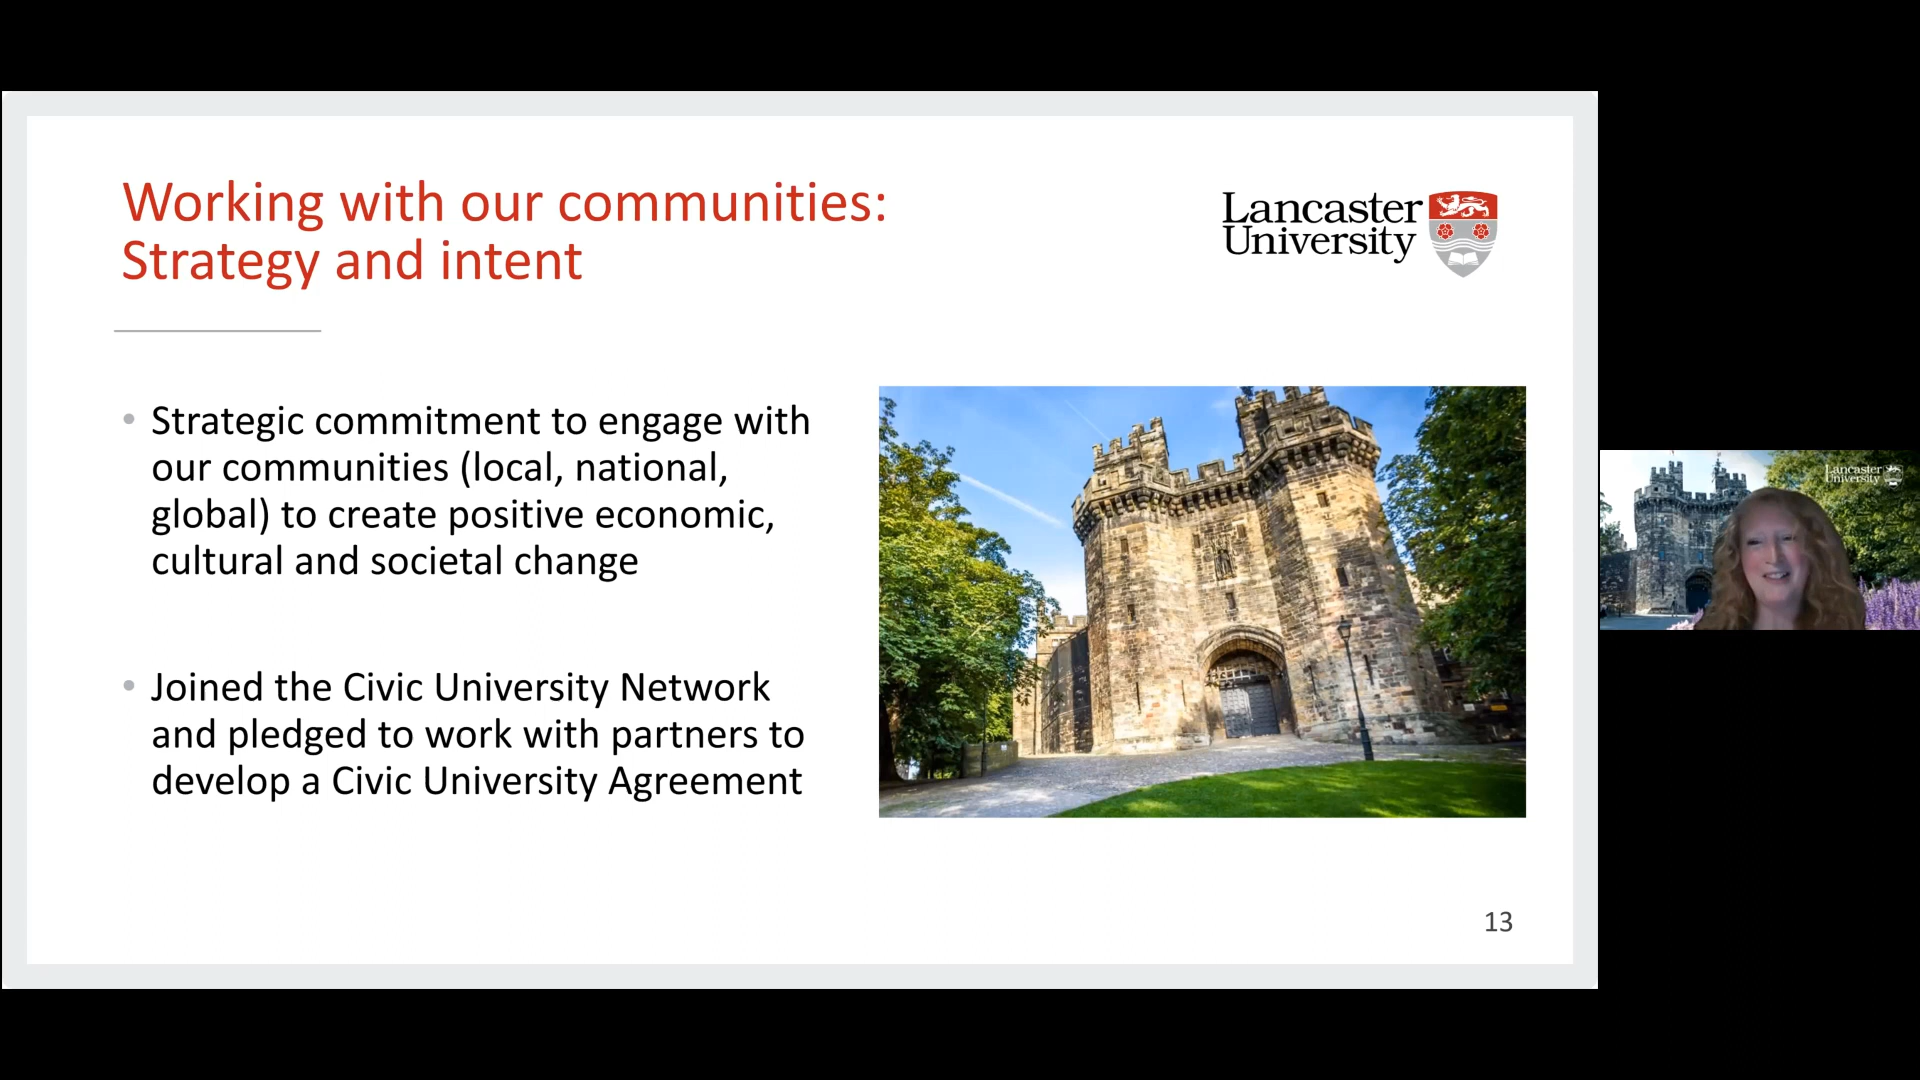 Working with our communities:
Strategy and intent
Lancaster
University
• Strategic commitment to engage with
our communities (local, national,
global) to create positive economic,
cultural and societal change
• Joined the Civic University Network
and pledged to work with partners to
develop a Civic University Agreement
13
Lancaster
University